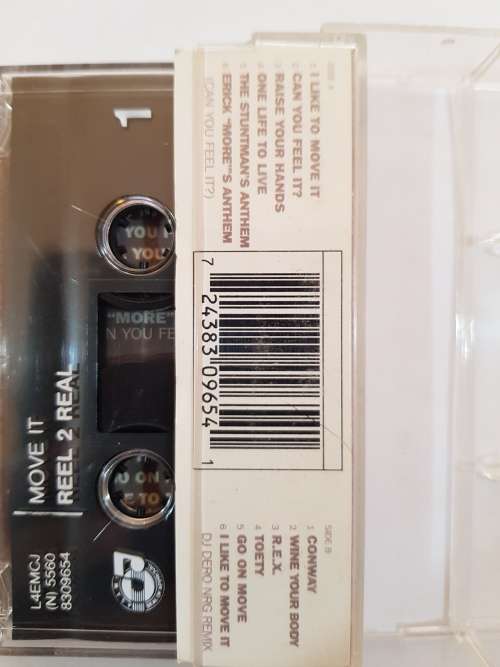 SIDE A
1 I LIKE TO MOVE IT
2 CAN YOU FEEL IT?
3 RAISE YOUR HANDS
4 ONE LIFE TO LIVE
5 THE STUNTMAN'S ANTHEM
6 ERICK "MORE"'S ANTHEM
(CAN YOU FEEL IT?)
7 24383 09654 1
SIDE B
1 CONWAY
2 WINE YOUR BODY
3 R.E.X.
4 TOETY
5 GO ON MOVE
6 I LIKE TO MOVE IT
DJ DERO NRG REMIX
1
YOU
YOU
"MORE"
N YOU FE
U ON
E TO
MOVE IT
REEL 2 REAL
L4EMCJ
(N) 5560
8309654